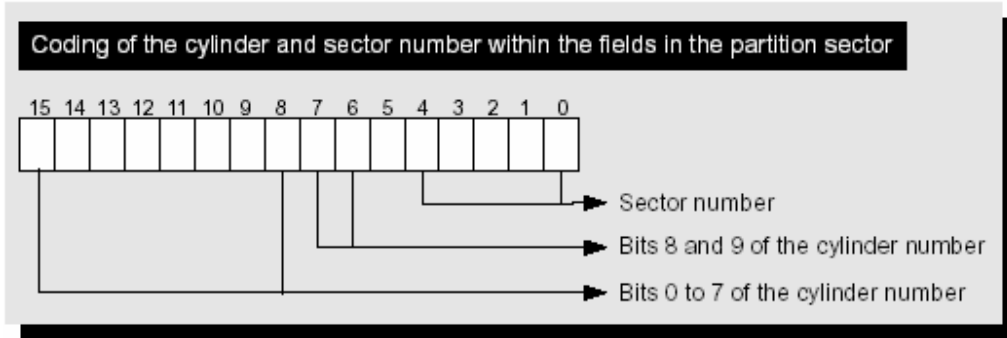 Coding of the cylinder and sector number within the fields in the partition sector
15 14 13 12 11 10 9 8 7 6 5 4 3 2 1 0
Sector number
Bits 8 and 9 of the cylinder number
Bits 0 to 7 of the cylinder number